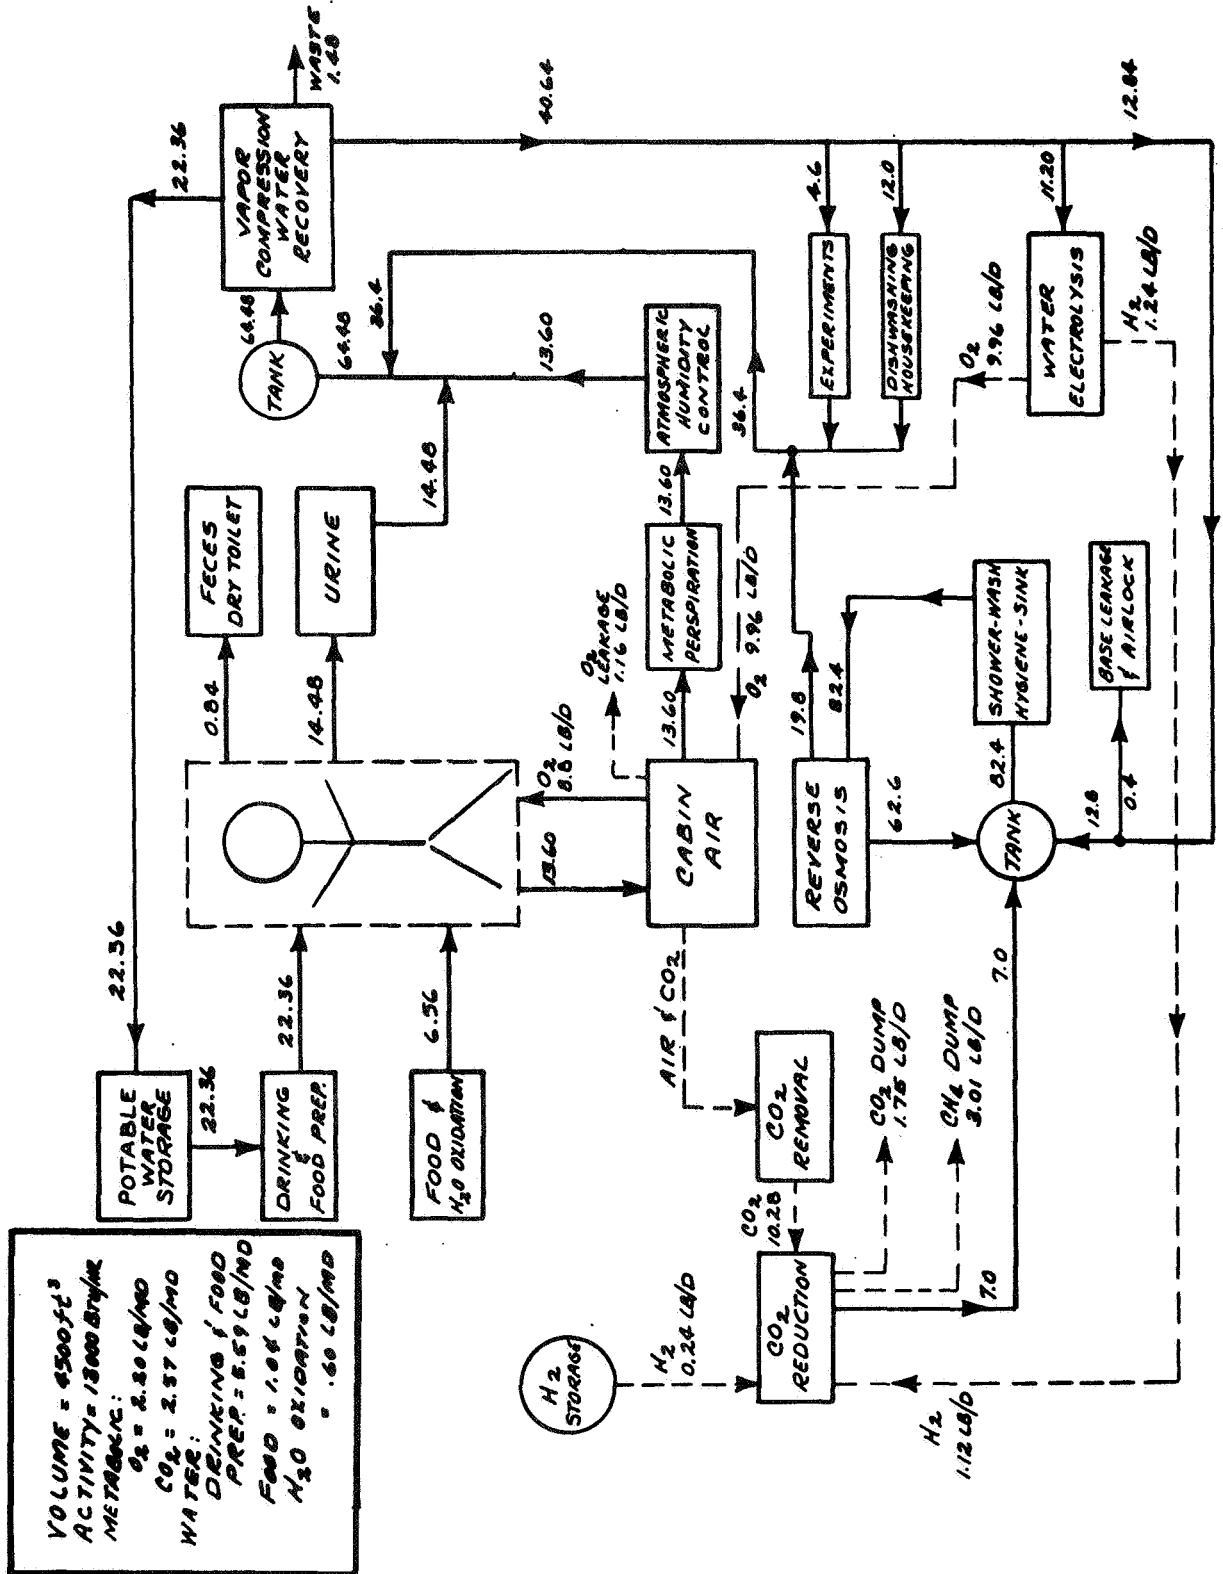 VOLUME = 4500 ft³
ACTIVITY = 18000 BTU/HR
METABOLIC:
O2 = 2.20 LB/MD
CO2 = 2.57 LB/MD
WATER:
DRINKING & FOOD
PREP. = 5.59 LB/MD
FOOD = 1.04 LB/MD
H2O OXIDATION
= .60 LB/MD
POTABLE
WATER
STORAGE
22.36
22.36
22.36
DRINKING
&
FOOD PREP.
22.36
FOOD &
H2O OXIDATION
6.56
0.84
FECES
DRY TOILET
14.48
URINE
14.48
TANK
64.48
64.48
VAPOR
COMPRESSION
WATER
RECOVERY
WASTE
1.48
36.4
13.60
40.64
13.60
O2
8.8 LB/D
O2
LEAKAGE
1.16 LB/D
CABIN
AIR
13.60
METABOLIC
PERSPIRATION
13.60
ATMOSPHERIC
HUMIDITY
CONTROL
36.4
O2 9.96 LB/D
AIR & CO2
CO2
REMOVAL
CO2
10.28
H2
STORAGE
H2
0.24 LB/D
CO2
REDUCTION
CO2 DUMP
1.75 LB/D
CH4 DUMP
3.01 LB/D
7.0
7.0
H2
1.12 LB/D
REVERSE
OSMOSIS
19.8
82.4
62.6
TANK
82.4
SHOWER-WASH
HYGIENE-SINK
12.8
0.4
BASE LEAKAGE
& AIRLOCK
EXPERIMENTS
4.6
DISHWASHING
HOUSEKEEPING
12.0
O2
9.96 LB/D
WATER
ELECTROLYSIS
11.20
H2
1.24 LB/D
12.84